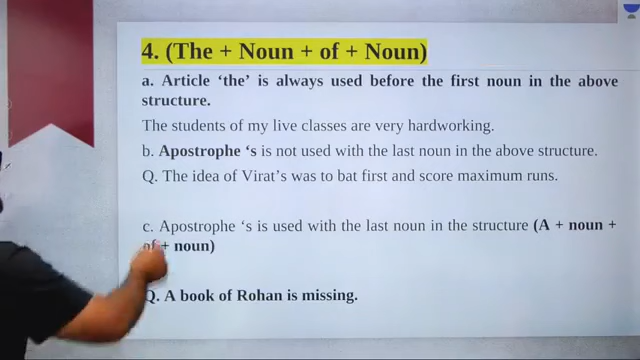 4. (The + Noun + of + Noun)
a. Article ‘the’ is always used before the first noun in the above
structure.
The students of my live classes are very hardworking.
b. Apostrophe ‘s is not used with the last noun in the above structure.
Q. The idea of Virat’s was to bat first and score maximum runs.
c. Apostrophe ‘s is used with the last noun in the structure (A + noun +
of + noun)
Q. A book of Rohan is missing.